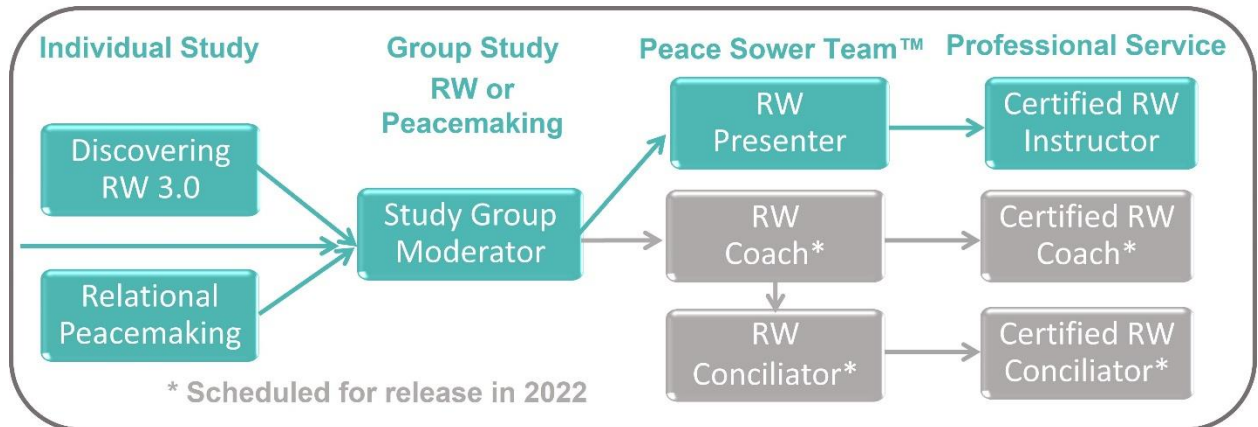 Individual Study
Group Study
RW or
Peacemaking
Peace Sower Team™
Professional Service
Discovering
RW 3.0
Relational
Peacemaking
Study Group
Moderator
RW
Presenter
Certified RW
Instructor
RW
Coach*
Certified RW
Coach*
RW
Conciliator*
Certified RW
Conciliator*
* Scheduled for release in 2022